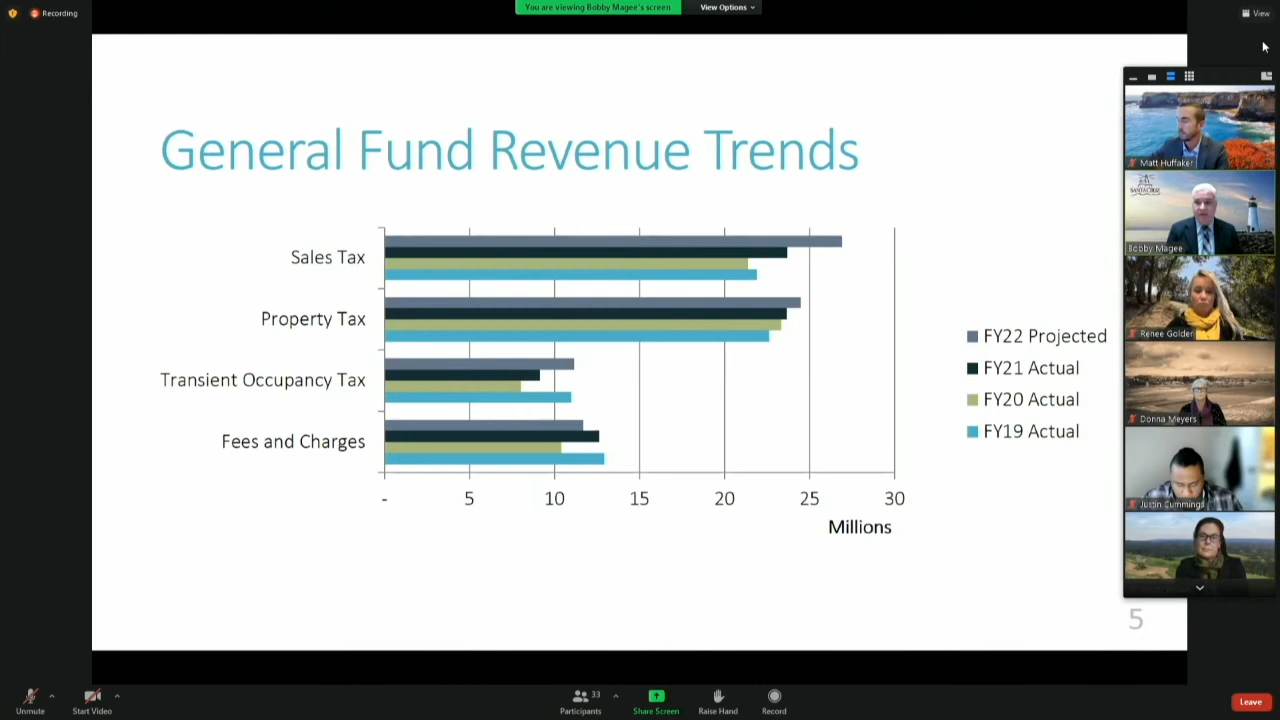 Recording
You are viewing Bobby Magee's screen
View Options
View
General Fund Revenue Trends
Sales Tax
Property Tax
Transient Occupancy Tax
Fees and Charges
-
5
10
15
20
25
30
Millions
FY22 Projected
FY21 Actual
FY20 Actual
FY19 Actual
5
Matt Huffaker
SANTA CRUZ
Bobby Magee
Renee Golder
Donna Meyers
Justin Cummings
Unmute
Start Video
33
Participants
Share Screen
Raise Hand
Record
Leave